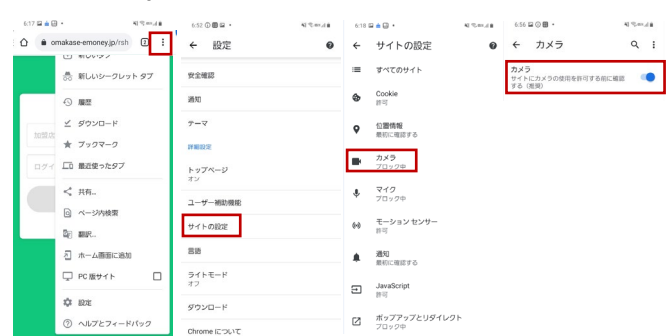 6:17
omakase-emoney.jp/rsh
新しいシークレット タブ
履歴
ダウンロード
ブックマーク
最近使ったタブ
共有...
ページ内検索
翻訳...
ホーム画面に追加
PC 版サイト
設定
ヘルプとフィードバック
加盟店
ログイ
6:52
設定
安全確認
通知
テーマ
詳細設定
トップページ
オン
ユーザー補助機能
サイトの設定
言語
ライトモード
オフ
ダウンロード
Chrome について
6:18
サイトの設定
すべてのサイト
Cookie
許可
位置情報
最初に確認する
カメラ
ブロック中
マイク
ブロック中
モーション センサー
許可
通知
最初に確認する
JavaScript
許可
ポップアップとリダイレクト
ブロック中
6:56
カメラ
カメラ
サイトにカメラの使用を許可する前に確認
する（推奨）